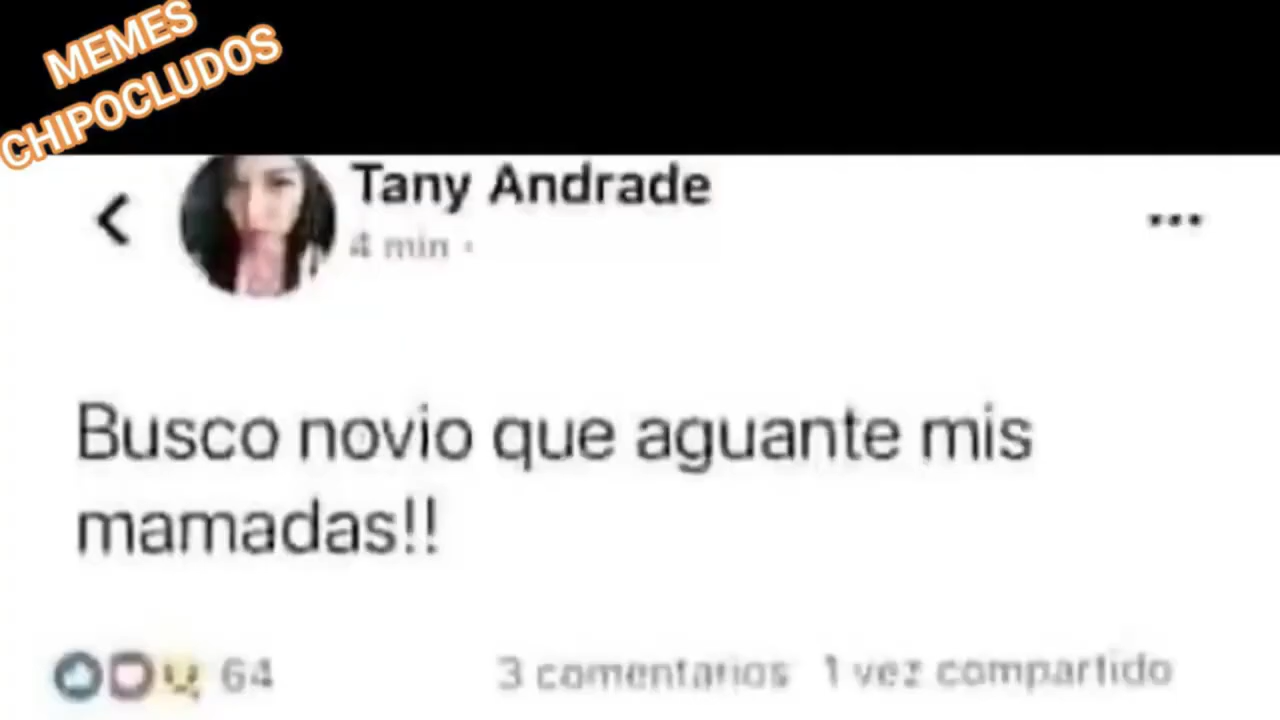 MEMES
CHIPOCLUDOS
Tany Andrade
4 min ·
Busco novio que aguante mis
mamadas!!
64
3 comentarios 1 vez compartido